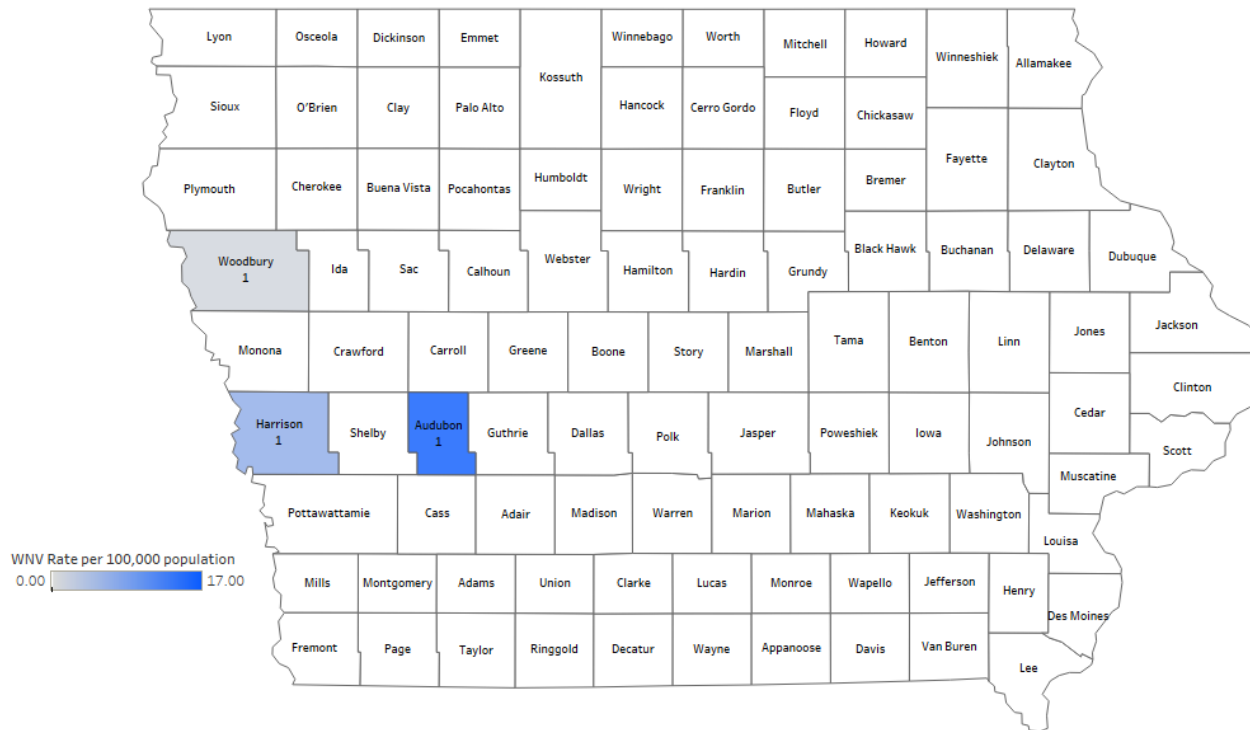 Lyon
Osceola
Dickinson
Emmet
Kossuth
Winnebago
Worth
Mitchell
Howard
Winneshiek
Allamakee
Sioux
O'Brien
Clay
Palo Alto
Hancock
Cerro Gordo
Floyd
Chickasaw
Fayette
Clayton
Plymouth
Cherokee
Buena Vista
Pocahontas
Humboldt
Wright
Franklin
Butler
Bremer
Woodbury
1
Ida
Sac
Calhoun
Webster
Hamilton
Hardin
Grundy
Black Hawk
Buchanan
Delaware
Dubuque
Monona
Crawford
Carroll
Greene
Boone
Story
Marshall
Tama
Benton
Linn
Jones
Jackson
Clinton
Harrison
1
Shelby
Audubon
1
Guthrie
Dallas
Polk
Jasper
Poweshiek
Iowa
Johnson
Cedar
Scott
Muscatine
Pottawattamie
Cass
Adair
Madison
Warren
Marion
Mahaska
Keokuk
Washington
Louisa
WNV Rate per 100,000 population
0.00 17.00
Mills
Montgomery
Adams
Union
Clarke
Lucas
Monroe
Wapello
Jefferson
Henry
Des Moines
Fremont
Page
Taylor
Ringgold
Decatur
Wayne
Appanoose
Davis
Van Buren
Lee